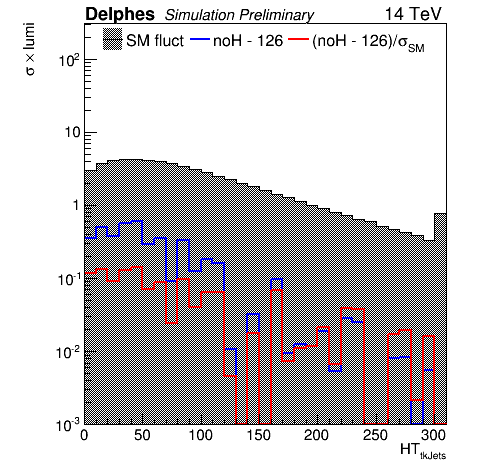 Delphes Simulation Preliminary 14 TeV
SM fluct noH - 126 (noH - 126)/σSM
σ × lumi
10²
10
1
10⁻¹
10⁻²
10⁻³
0 50 100 150 200 250 300
HTtkJets